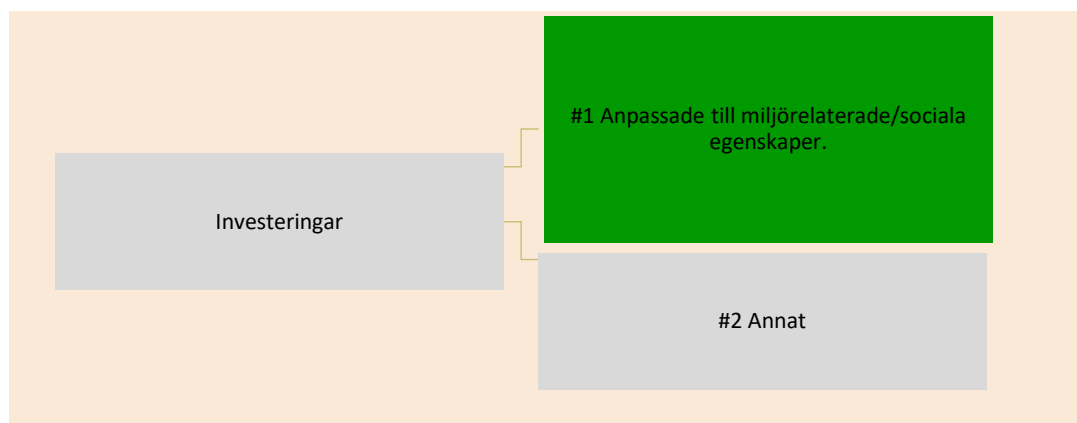 #1 Anpassade till miljörelaterade/sociala
egenskaper.
Investeringar
#2 Annat